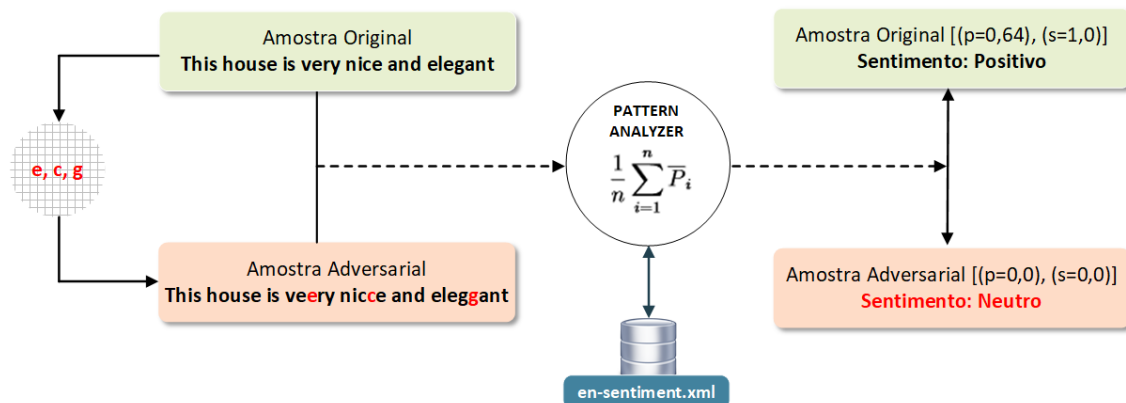 Amostra Original
This house is very nice and elegant
e, c, g
Amostra Adversarial
This house is veery nicce and eleggant
PATTERN
ANALYZER
1/n ∑_{i=1}^{n} P̅_i
en-sentiment.xml
Amostra Original [(p=0,64), (s=1,0)]
Sentimento: Positivo
Amostra Adversarial [(p=0,0), (s=0,0)]
Sentimento: Neutro